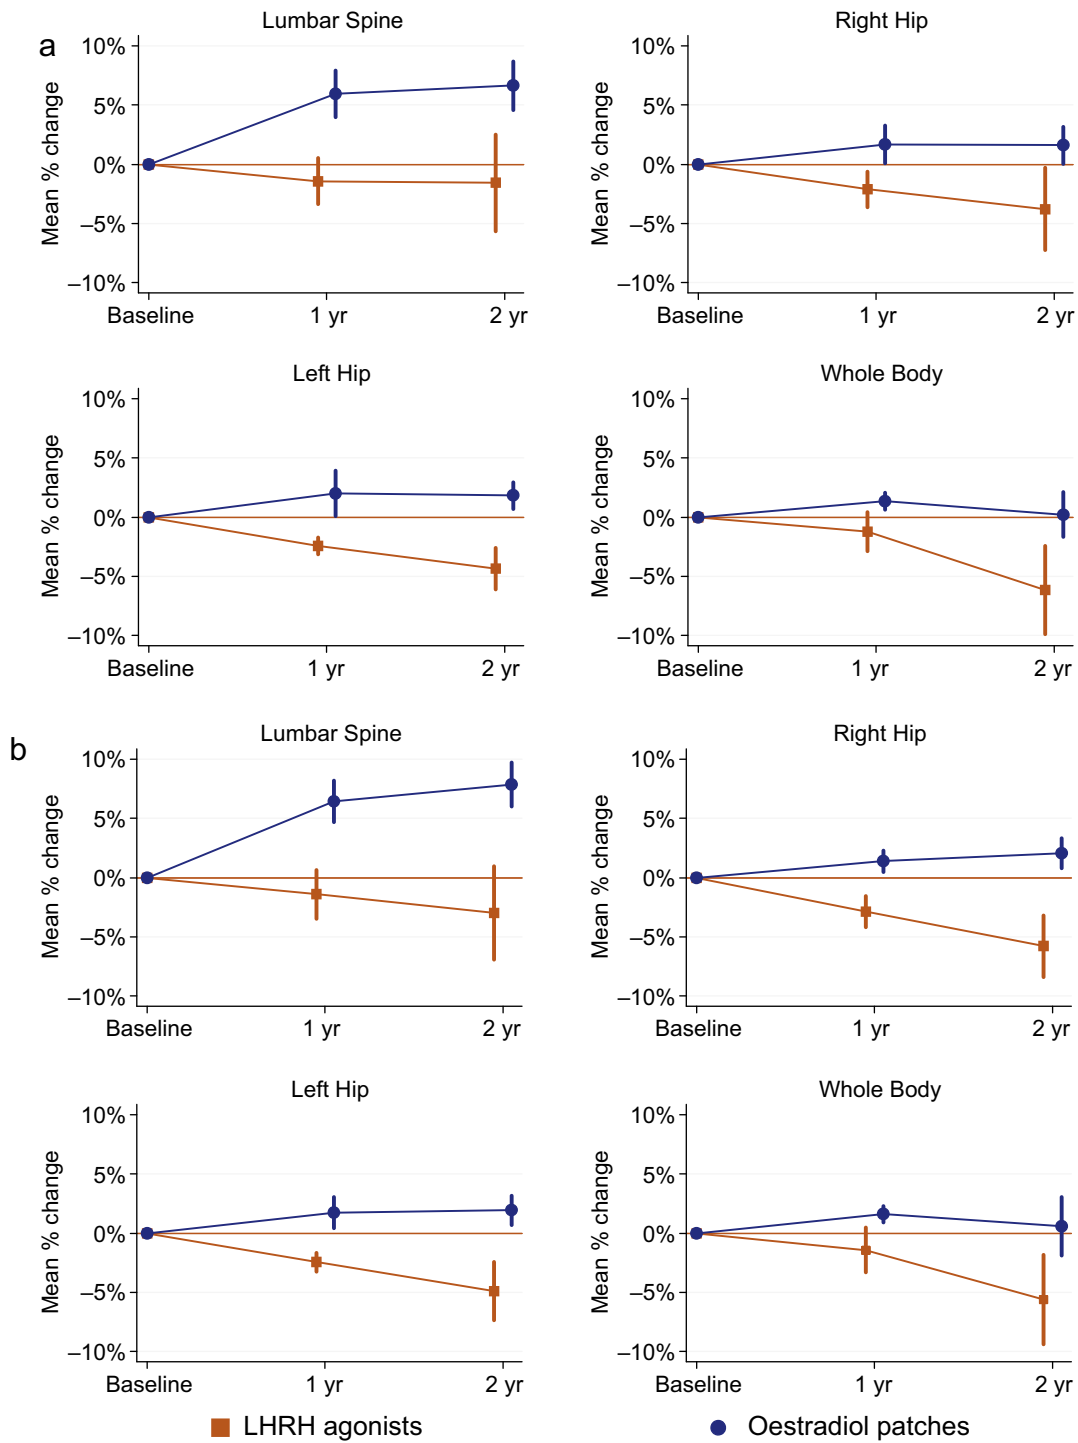 a
Lumbar Spine
Mean % change
10%
5%
0%
–5%
–10%
Baseline 1 yr 2 yr
Right Hip
Mean % change
10%
5%
0%
–5%
–10%
Baseline 1 yr 2 yr
Left Hip
Mean % change
10%
5%
0%
–5%
–10%
Baseline 1 yr 2 yr
Whole Body
Mean % change
10%
5%
0%
–5%
–10%
Baseline 1 yr 2 yr
b
Lumbar Spine
Mean % change
10%
5%
0%
–5%
–10%
Baseline 1 yr 2 yr
Right Hip
Mean % change
10%
5%
0%
–5%
–10%
Baseline 1 yr 2 yr
Left Hip
Mean % change
10%
5%
0%
–5%
–10%
Baseline 1 yr 2 yr
Whole Body
Mean % change
10%
5%
0%
–5%
–10%
Baseline 1 yr 2 yr
LHRH agonists
Oestradiol patches